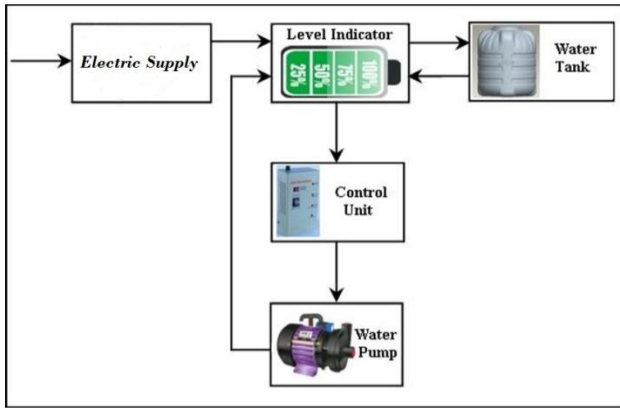 Electric Supply
Level Indicator
25%
50%
75%
100%
Water
Tank
Control
Unit
Water
Pump